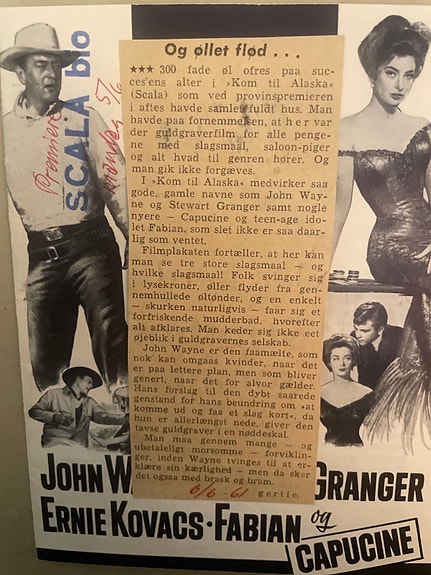 Og øllet flød . . .
★★★ 300 fade øl ofres paa suc-
ces'ens alter i »Kom til Alaska«
(Scala) som ved provinspremieren
i aftes havde samlet fuldt hus. Man
havde paa fornemmelsen, at her var
der guldgraverfilm for alle penge-
ne med slagsmaal, saloon-piger
og alt hvad til genren hører. Og
man gik ikke forgæves.
I »Kom til Alaska« medvirker saa
gode, gamle navne som John Way-
ne og Stewart Granger samt nogle
nyere — Capucine og teen-age ido-
let Fabian, som slet ikke er saa daar-
lig som ventet.
Filmplakaten fortæller, at her kan
man se tre store slagsmaal — og
hvilke slagsmaal! Folk svinger sig
i lysekroner, øller flyder fra gen-
nemhullede øltønder, og en enkelt
— skurken naturligvis — faar sig et
forfriskende mudderbad, hvorefter
alt afklares. Man keder sig ikke eet
øjeblik i guldgravernes selskab.
John Wayne er den faamælte, som
nok kan omgaas kvinder, naar det
er paa lettere plan, men som bliver
genert, naar det for alvor gælder.
Hans forslag til den dybt saarede
genstand for hans beundring om »at
komme ud og faa et slag kort«, da
hun er allerlængst nede, giver den
tavse guldgraver i en nøddeskal.
Man maa gennem mange — og
ubetaleligt morsomme — forviklin-
ger, inden Wayne tvinges til at er-
klære sin kærlighed — men da sker
det ogsaa med brask og bram.
gertie.
6/6-61
Premiere
SCALA bio
Mandag 5/6
JOHN W
GRANGER
ERNIE KOVACS·FABIAN og
CAPUCINE